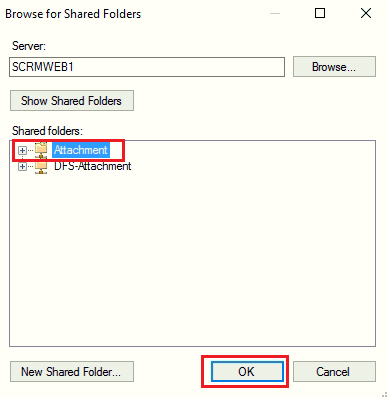 Browse for Shared Folders
Server:
SCRMWEB1
Browse...
Show Shared Folders
Shared folders:
Attachment
DFS-Attachment
New Shared Folder...
OK
Cancel